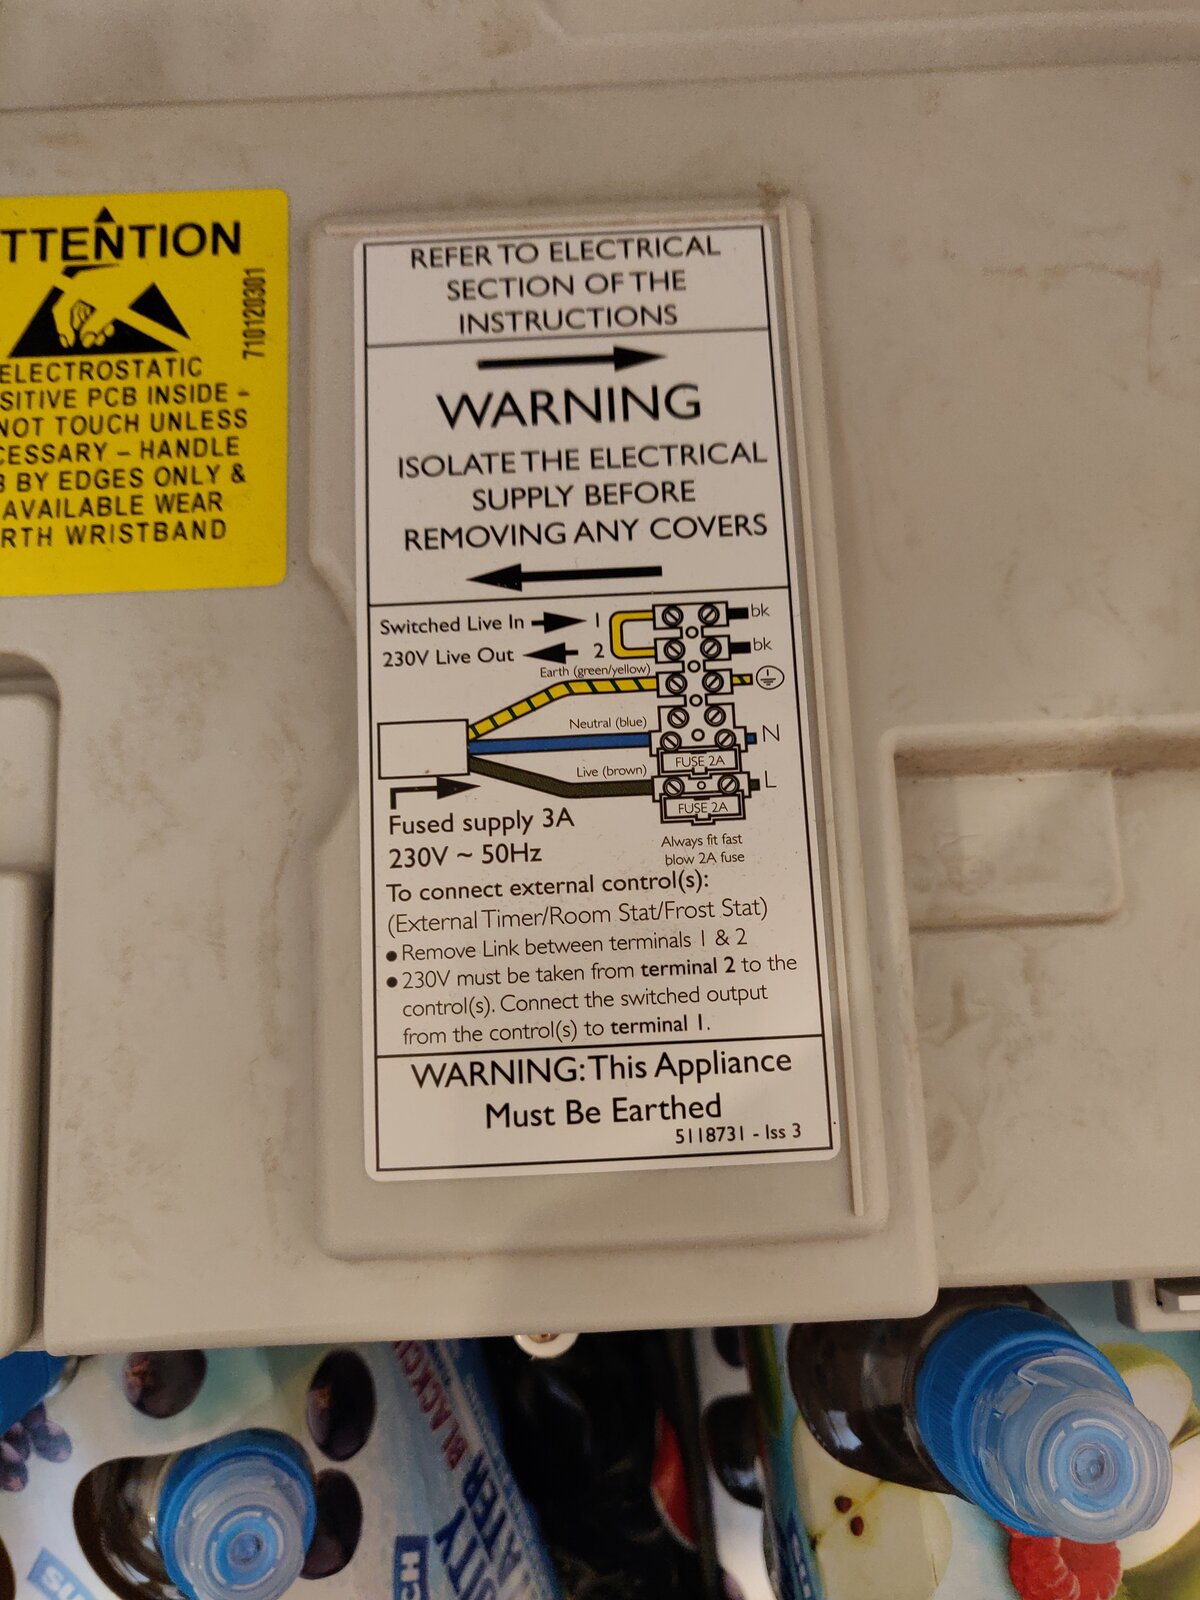 TTENTION
710120301
ELECTROSTATIC
SITIVE PCB INSIDE -
NOT TOUCH UNLESS
CESSARY – HANDLE
B BY EDGES ONLY &
AVAILABLE WEAR
RTH WRISTBAND
REFER TO ELECTRICAL
SECTION OF THE
INSTRUCTIONS
WARNING
ISOLATE THE ELECTRICAL
SUPPLY BEFORE
REMOVING ANY COVERS
Switched Live In 1 bk
230V Live Out 2 bk
Earth (green/yellow)
Neutral (blue) N
FUSE 2A
Live (brown) L
FUSE 2A
Fused supply 3A
230V ~ 50Hz
Always fit fast
blow 2A fuse
To connect external control(s):
(External Timer/Room Stat/Frost Stat)
● Remove Link between terminals 1 & 2
● 230V must be taken from terminal 2 to the
control(s). Connect the switched output
from the control(s) to terminal 1.
WARNING: This Appliance
Must Be Earthed
5118731 - Iss 3